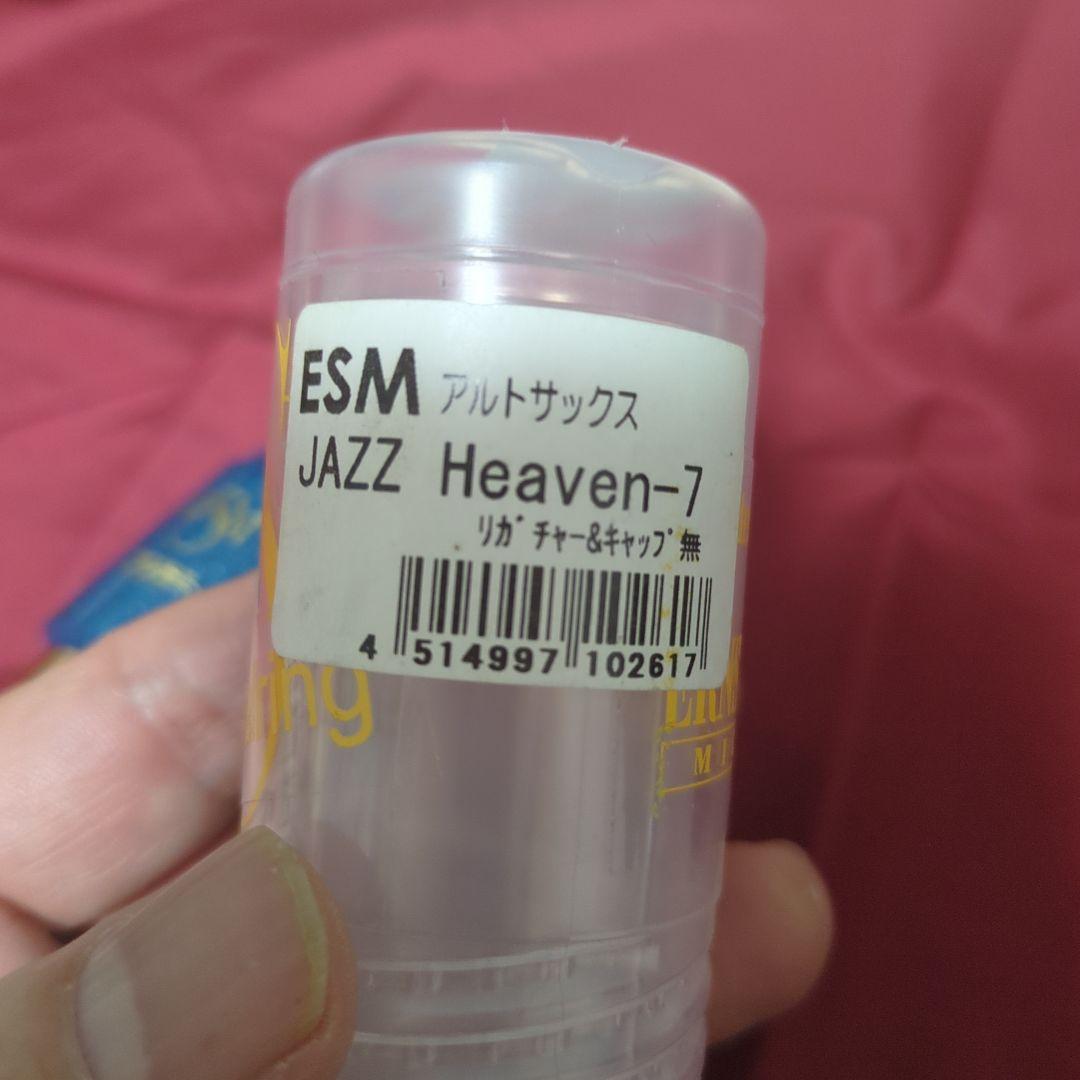 ESM アルトサックス
JAZZ Heaven-7
ﾘｶﾞﾁｬｰ&ｷｬｯﾌﾟ無
4 514997 102617